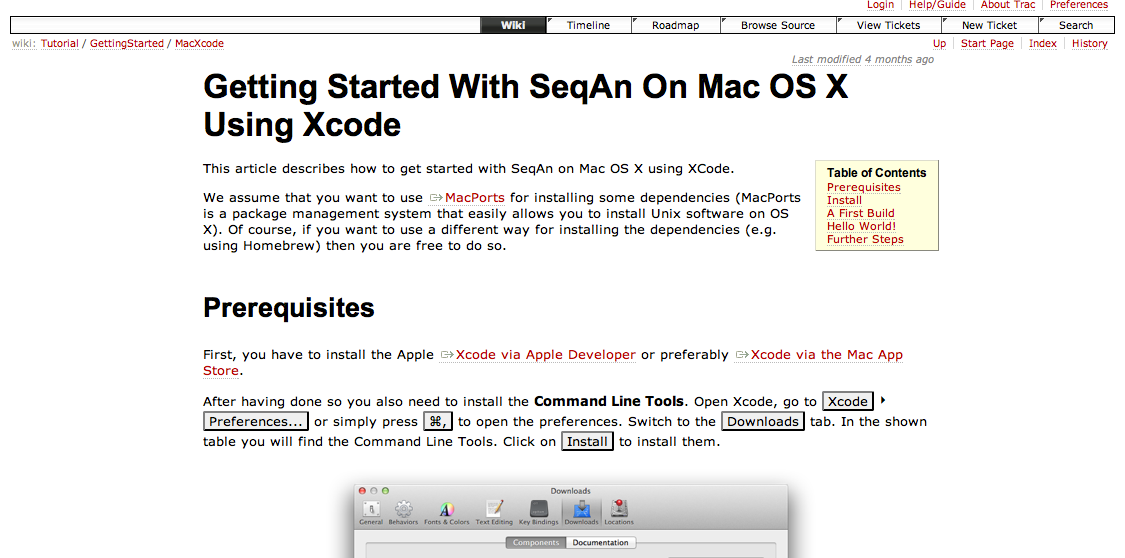 Login Help/Guide About Trac Preferences
Wiki Timeline Roadmap Browse Source View Tickets New Ticket Search
wiki: Tutorial / GettingStarted / MacXcode Up Start Page Index History
Last modified 4 months ago
Getting Started With SeqAn On Mac OS X
Using Xcode
This article describes how to get started with SeqAn on Mac OS X using XCode.
We assume that you want to use MacPorts for installing some dependencies (MacPorts
is a package management system that easily allows you to install Unix software on OS
X). Of course, if you want to use a different way for installing the dependencies (e.g.
using Homebrew) then you are free to do so.
Table of Contents
Prerequisites
Install
A First Build
Hello World!
Further Steps
Prerequisites
First, you have to install the Apple Xcode via Apple Developer or preferably Xcode via the Mac App
Store.
After having done so you also need to install the Command Line Tools. Open Xcode, go to Xcode ▸
Preferences... or simply press ⌘, to open the preferences. Switch to the Downloads tab. In the shown
table you will find the Command Line Tools. Click on Install to install them.
Downloads
General Behaviors Fonts & Colors Text Editing Key Bindings Downloads Locations
Components Documentation